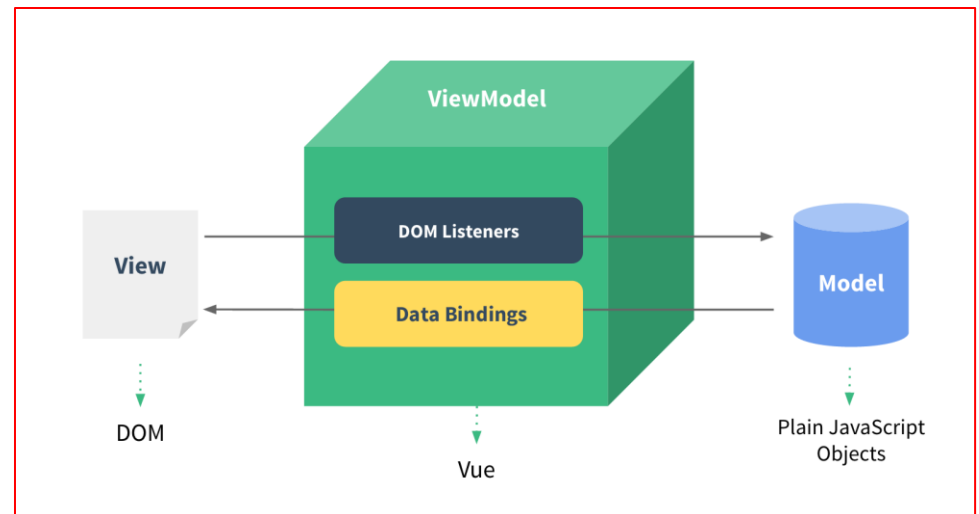 ViewModel
DOM Listeners
View
Model
Data Bindings
DOM
Vue
Plain JavaScript
Objects